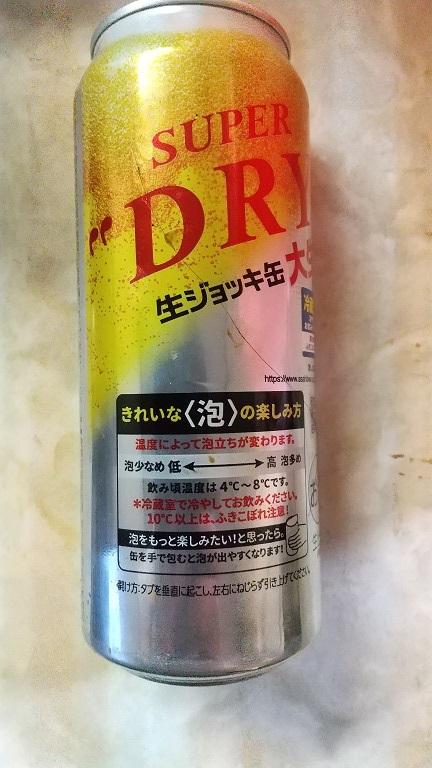 SUPER
"DRY
生ジョッキ缶 大生
https://www.asahi
きれいな〈泡〉の楽しみ方
温度によって泡立ちが変わります。
泡少なめ 低 高 泡多め
飲み頃温度は4℃〜8℃です。
*冷蔵室で冷やしてお飲みください。
10℃以上は、ふきこぼれ注意!
泡をもっと楽しみたい!と思ったら。
缶を手で包むと泡が出やすくなります!
開け方:タブを垂直に起こし、左右にねじらず引き上げてください。